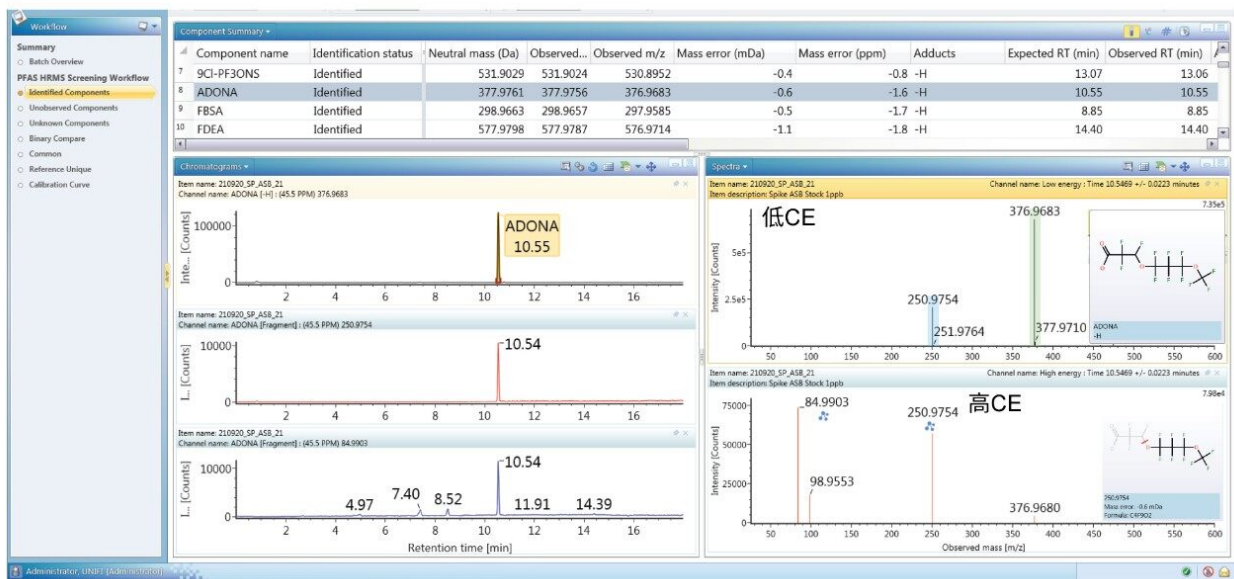 Workflow
Summary
Batch Overview
PFAS HRMS Screening Workflow
Identified Components
Unobserved Components
Unknown Components
Binary Compare
Common
Reference Unique
Calibration Curve
Component Summary
Component name Identification status Neutral mass (Da) Observed... Observed m/z Mass error (mDa) Mass error (ppm) Adducts Expected RT (min) Observed RT (min)
7 9Cl-PF3ONS Identified 531.9029 531.9024 530.8952 -0.4 -0.8 -H 13.07 13.06
8 ADONA Identified 377.9761 377.9756 376.9683 -0.6 -1.6 -H 10.55 10.55
9 FBSA Identified 298.9663 298.9657 297.9585 -0.5 -1.7 -H 8.85 8.85
10 FDEA Identified 577.9798 577.9787 576.9714 -1.1 -1.8 -H 14.40 14.40
Chromatograms
Item name: 210920_SP_ASB_21
Channel name: ADONA [-H] : (45.5 PPM) 376.9683
Inte... [Counts]
100000
0
ADONA
10.55
2 4 6 8 10 12 14 16
Item name: 210920_SP_ASB_21
Channel name: ADONA [Fragment] : (45.5 PPM) 250.9754
I... [Counts]
10000
0
10.54
2 4 6 8 10 12 14 16
Item name: 210920_SP_ASB_21
Channel name: ADONA [Fragment] : (45.5 PPM) 84.9903
I... [Counts]
10000
0
4.97 7.40 8.52 10.54 11.91 14.39
2 4 6 8 10 12 14 16
Retention time [min]
Spectra
Item name: 210920_SP_ASB_21 Channel name: Low energy : Time 10.5469 +/- 0.0223 minutes
Item description: Spike ASB Stock 1ppb
7.35e5
低CE
Intensity [Counts]
5e5
2.5e5
0
376.9683
250.9754
251.9764
377.9710
ADONA
-H
50 100 150 200 250 300 350 400 450 500 550 600
Item name: 210920_SP_ASB_21 Channel name: High energy : Time 10.5469 +/- 0.0223 minutes
Item description: Spike ASB Stock 1ppb
7.98e4
高CE
Intensity [Counts]
75000
50000
25000
0
84.9903
98.9553
250.9754
376.9680
250.9754
Mass error: -0.6 mDa
Formula: C5F9O2
50 100 150 200 250 300 350 400 450 500 550 600
Observed mass [m/z]
Administrator, UNIFI (Administrator)